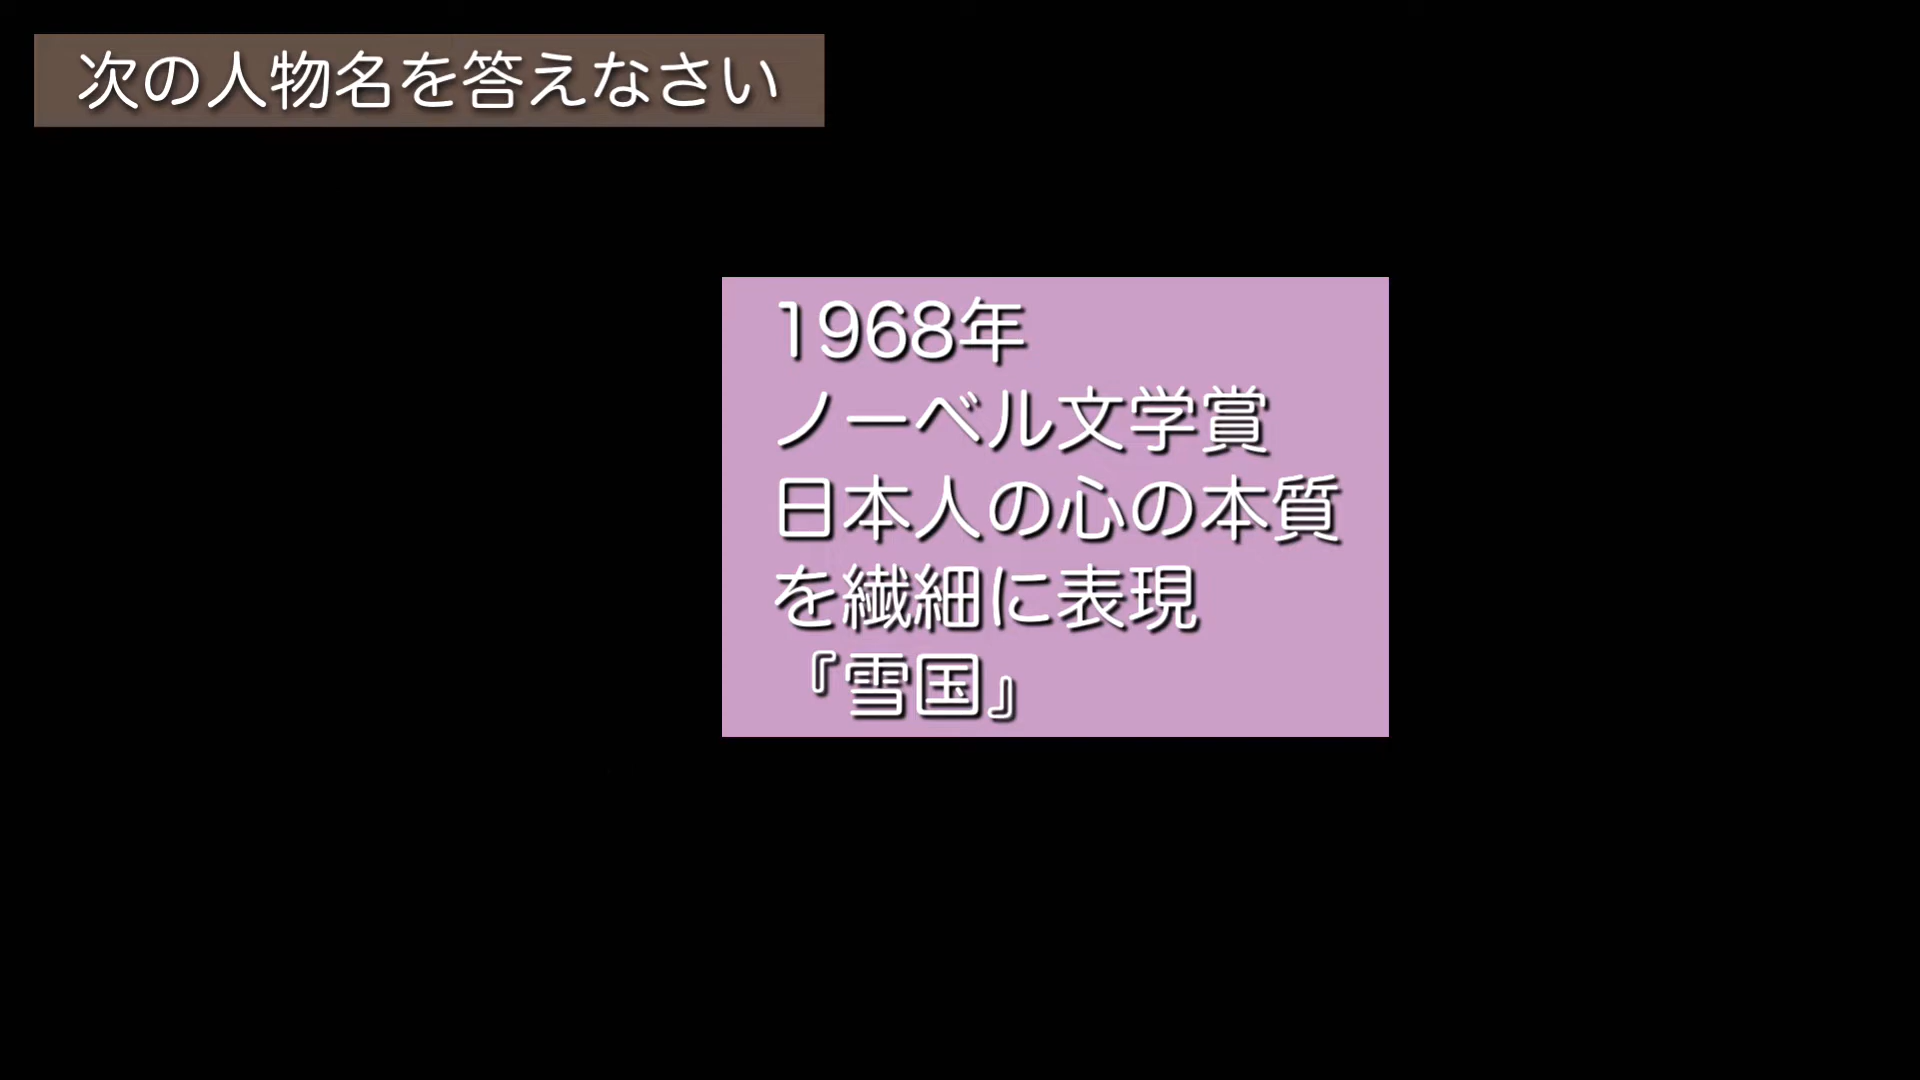 次の人物名を答えなさい
1968年
ノーベル文学賞
日本人の心の本質
を繊細に表現
『雪国』